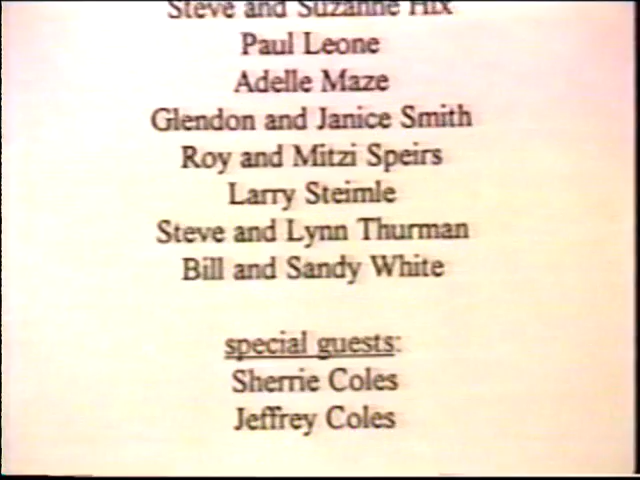 Steve and Suzanne Hix
Paul Leone
Adelle Maze
Glendon and Janice Smith
Roy and Mitzi Speirs
Larry Steimle
Steve and Lynn Thurman
Bill and Sandy White
special guests:
Sherrie Coles
Jeffrey Coles